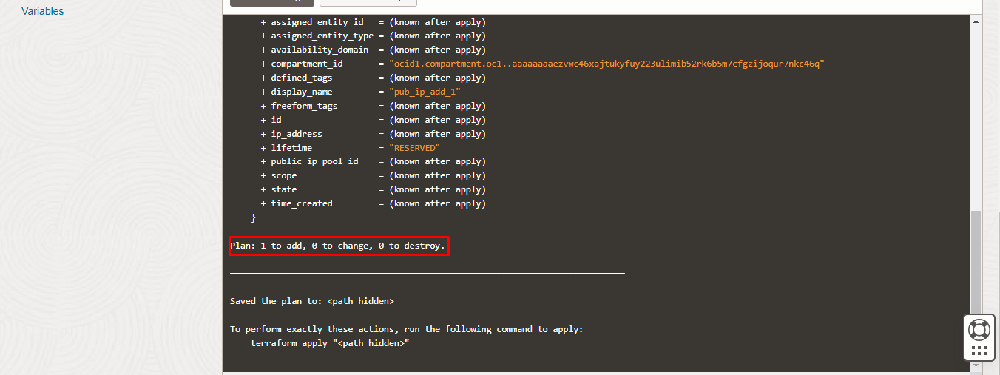 Variables
+ assigned_entity_id = (known after apply)
+ assigned_entity_type = (known after apply)
+ availability_domain = (known after apply)
+ compartment_id = "ocid1.compartment.oc1..aaaaaaaaezvwc46xajtukyfuy223ulimib52rk6b5m7cfgzijoqur7nkc46q"
+ defined_tags = (known after apply)
+ display_name = "pub_ip_add_1"
+ freeform_tags = (known after apply)
+ id = (known after apply)
+ ip_address = (known after apply)
+ lifetime = "RESERVED"
+ public_ip_pool_id = (known after apply)
+ scope = (known after apply)
+ state = (known after apply)
+ time_created = (known after apply)
}
Plan: 1 to add, 0 to change, 0 to destroy.
Saved the plan to: <path hidden>
To perform exactly these actions, run the following command to apply:
terraform apply "<path hidden>"